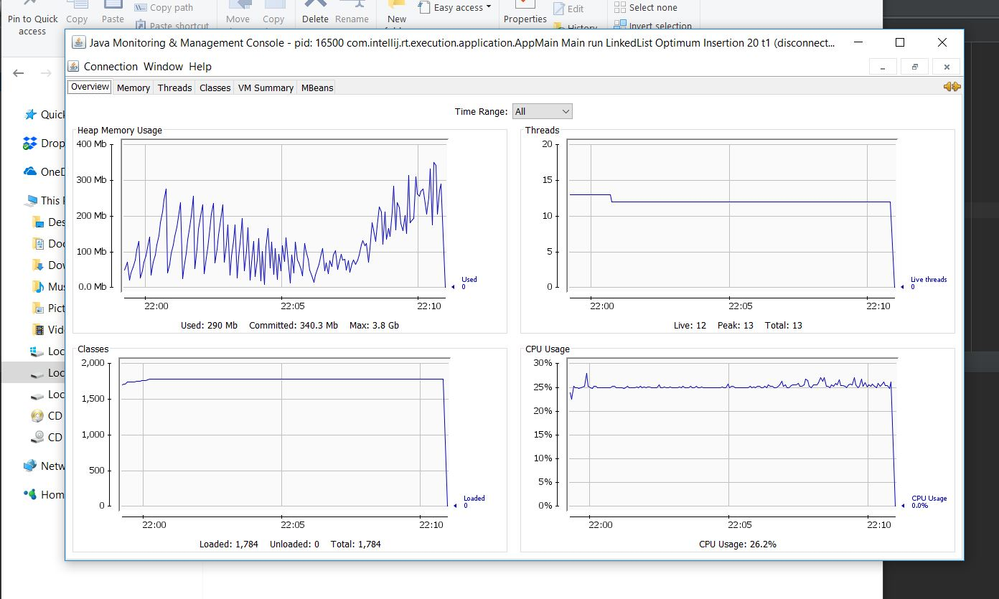 Pin to Quick access
Copy
Paste
Copy path
Paste shortcut
Move
Copy
Delete
Rename
New
Easy access
Properties
Edit
History
Select none
Invert selection
Java Monitoring & Management Console - pid: 16500 com.intellij.rt.execution.application.AppMain Main run LinkedList Optimum Insertion 20 t1 (disconnect...
Connection Window Help
Overview Memory Threads Classes VM Summary MBeans
Time Range: All
Quick
Drop
OneD
This
Des
Doc
Dov
Mus
Pict
Vid
Loc
Loc
Loc
CD
CD
Netw
Hom
Heap Memory Usage
400 Mb
300 Mb
200 Mb
100 Mb
0.0 Mb
Used
0
22:00 22:05 22:10
Used: 290 Mb Committed: 340.3 Mb Max: 3.8 Gb
Threads
20
15
10
5
0
Live threads
0
22:00 22:05 22:10
Live: 12 Peak: 13 Total: 13
Classes
2,000
1,500
1,000
500
0
Loaded
0
22:00 22:05 22:10
Loaded: 1,784 Unloaded: 0 Total: 1,784
CPU Usage
30%
25%
20%
15%
10%
5%
0%
CPU Usage
0.0%
22:00 22:05 22:10
CPU Usage: 26.2%